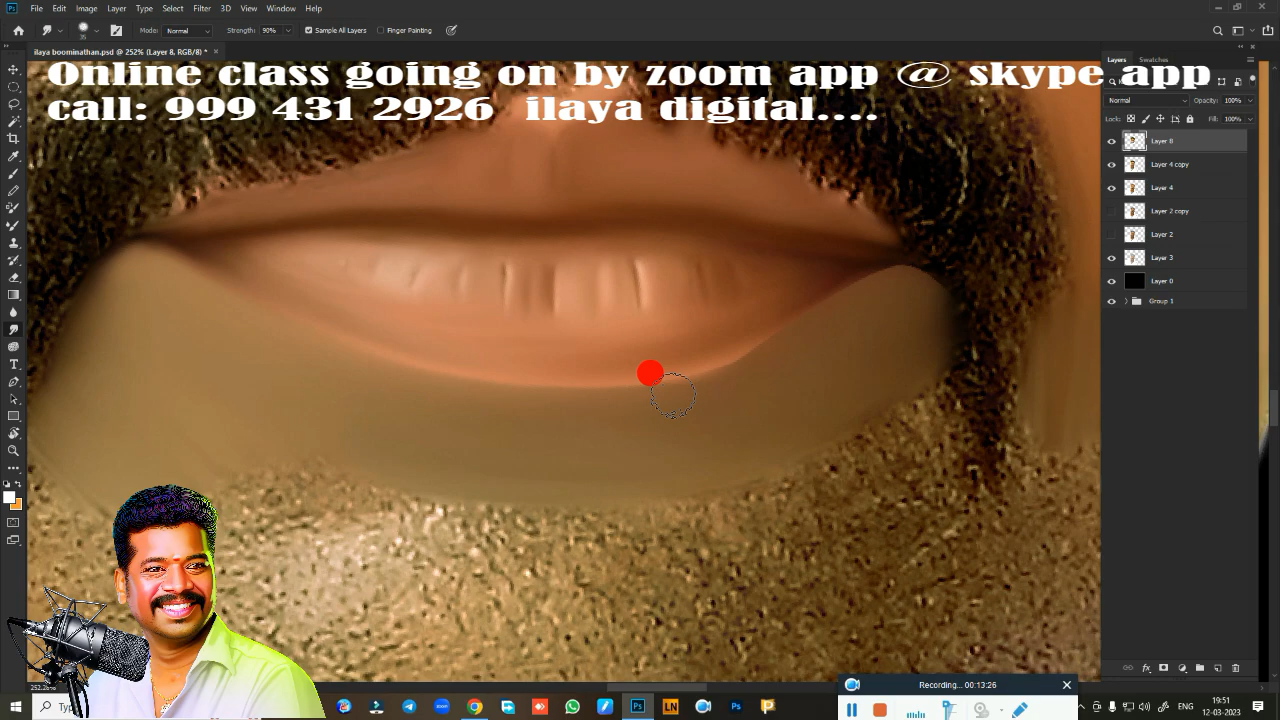 File Edit Image Layer Type Select Filter 3D View Window Help
Mode: Normal Strength: 90% Sample All Layers Finger Painting
35
ilaya boominathan.psd @ 252% (Layer 8, RGB/8) *
Online class going on by zoom app @ skype app
call: 999 431 2926 ilaya digital....
Layers Swatches
Normal Opacity: 100%
Lock: Fill: 100%
Layer 8
Layer 4 copy
Layer 4
Layer 2 copy
Layer 2
Layer 3
Layer 0
Group 1
Recording... 00:13:26
ENG
19:51
12-03-2023